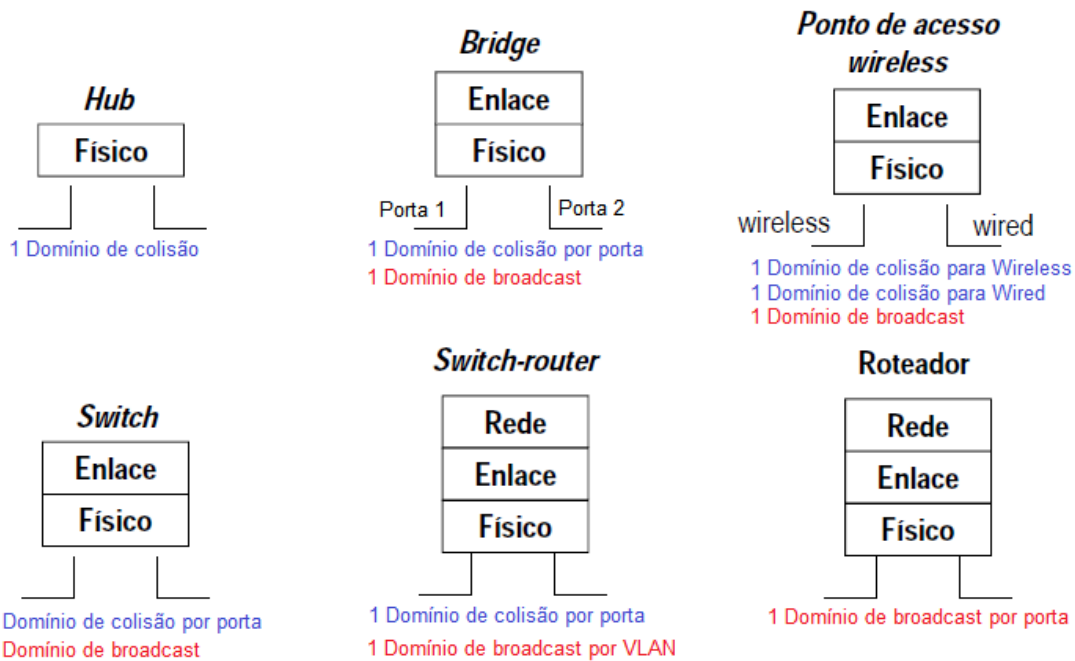 Hub
Físico
1 Domínio de colisão
Bridge
Enlace
Físico
Porta 1
Porta 2
1 Domínio de colisão por porta
1 Domínio de broadcast
Ponto de acesso
wireless
Enlace
Físico
wireless
wired
1 Domínio de colisão para Wireless
1 Domínio de colisão para Wired
1 Domínio de broadcast
Switch
Enlace
Físico
Domínio de colisão por porta
Domínio de broadcast
Switch-router
Rede
Enlace
Físico
1 Domínio de colisão por porta
1 Domínio de broadcast por VLAN
Roteador
Rede
Enlace
Físico
1 Domínio de broadcast por porta